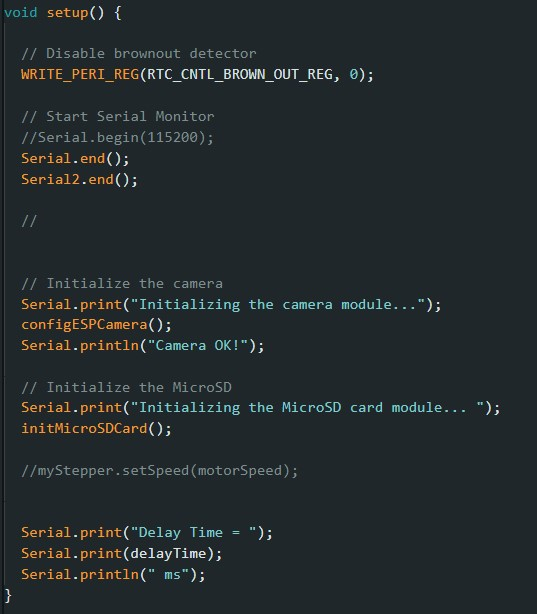 void setup() {
// Disable brownout detector
WRITE_PERI_REG(RTC_CNTL_BROWN_OUT_REG, 0);
// Start Serial Monitor
//Serial.begin(115200);
Serial.end();
Serial2.end();
//
// Initialize the camera
Serial.print("Initializing the camera module...");
configESPCamera();
Serial.println("Camera OK!");
// Initialize the MicroSD
Serial.print("Initializing the MicroSD card module... ");
initMicroSDCard();
//myStepper.setSpeed(motorSpeed);
Serial.print("Delay Time = ");
Serial.print(delayTime);
Serial.println(" ms");
}